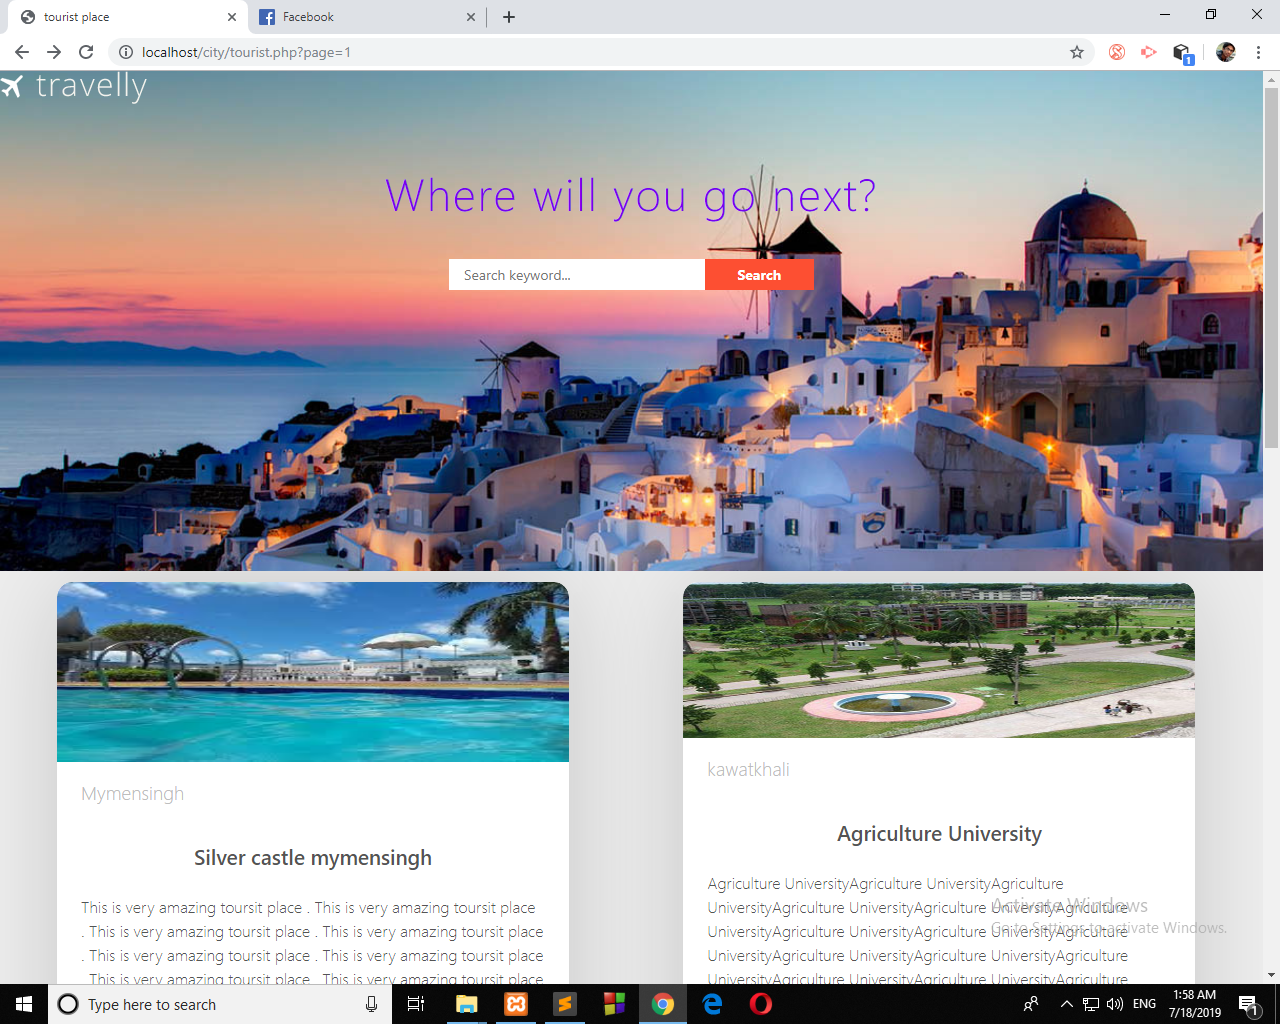 tourist place
Facebook
localhost/city/tourist.php?page=1
1
travelly
Where will you go next?
Search keyword...
Search
Mymensingh
Silver castle mymensingh
This is very amazing toursit place . This is very amazing toursit place
. This is very amazing toursit place . This is very amazing toursit place
. This is very amazing toursit place . This is very amazing toursit place
. This is very amazing toursit place . This is very amazing toursit place
kawatkhali
Agriculture University
Agriculture UniversityAgriculture UniversityAgriculture
UniversityAgriculture UniversityAgriculture UniversityAgriculture
UniversityAgriculture UniversityAgriculture UniversityAgriculture
UniversityAgriculture UniversityAgriculture UniversityAgriculture
UniversityAgriculture UniversityAgriculture UniversityAgriculture
Activate Windows
Go to Settings to activate Windows.
Type here to search
ENG
1:58 AM
7/18/2019
1